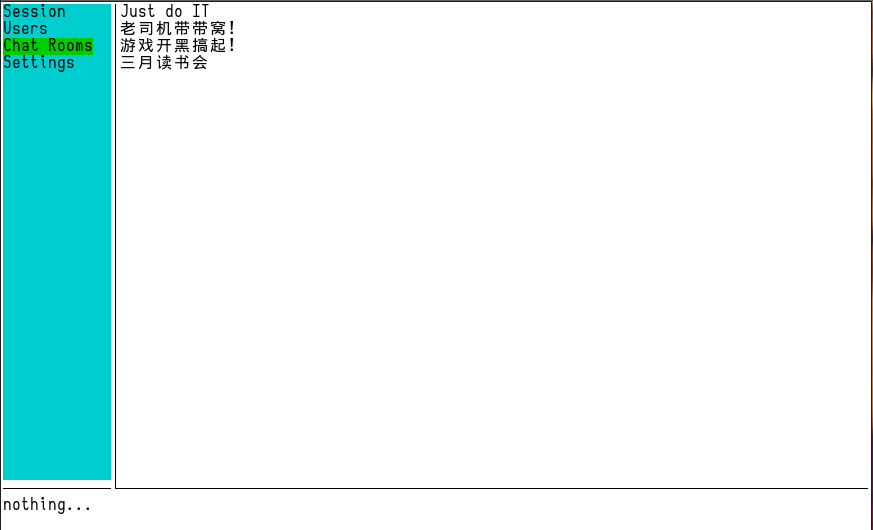 Session
Users
Chat Rooms
Settings
Just do IT
老司机带带窝！
游戏开黑搞起！
三月读书会
nothing...